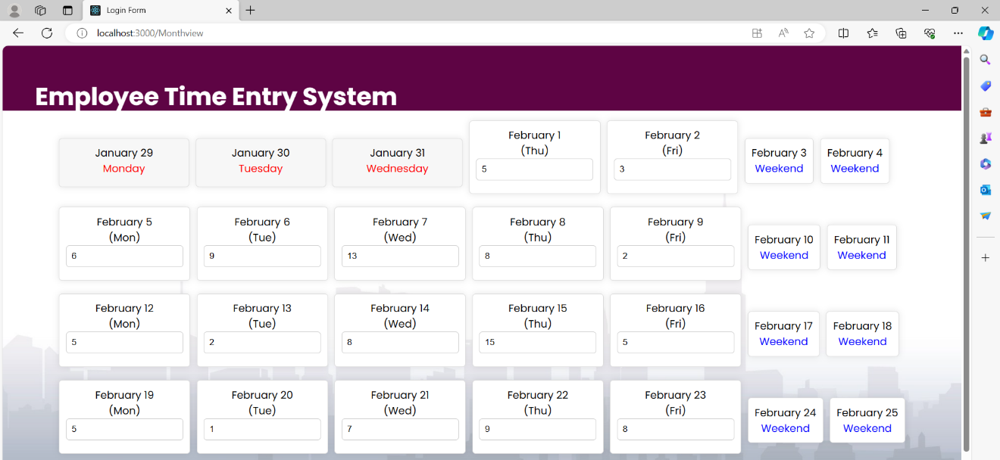 Login Form
localhost:3000/Monthview
Employee Time Entry System
January 29
Monday
January 30
Tuesday
January 31
Wednesday
February 1
(Thu)
5
February 2
(Fri)
3
February 3
Weekend
February 4
Weekend
February 5
(Mon)
6
February 6
(Tue)
9
February 7
(Wed)
13
February 8
(Thu)
8
February 9
(Fri)
2
February 10
Weekend
February 11
Weekend
February 12
(Mon)
5
February 13
(Tue)
2
February 14
(Wed)
8
February 15
(Thu)
15
February 16
(Fri)
5
February 17
Weekend
February 18
Weekend
February 19
(Mon)
5
February 20
(Tue)
1
February 21
(Wed)
7
February 22
(Thu)
9
February 23
(Fri)
8
February 24
Weekend
February 25
Weekend